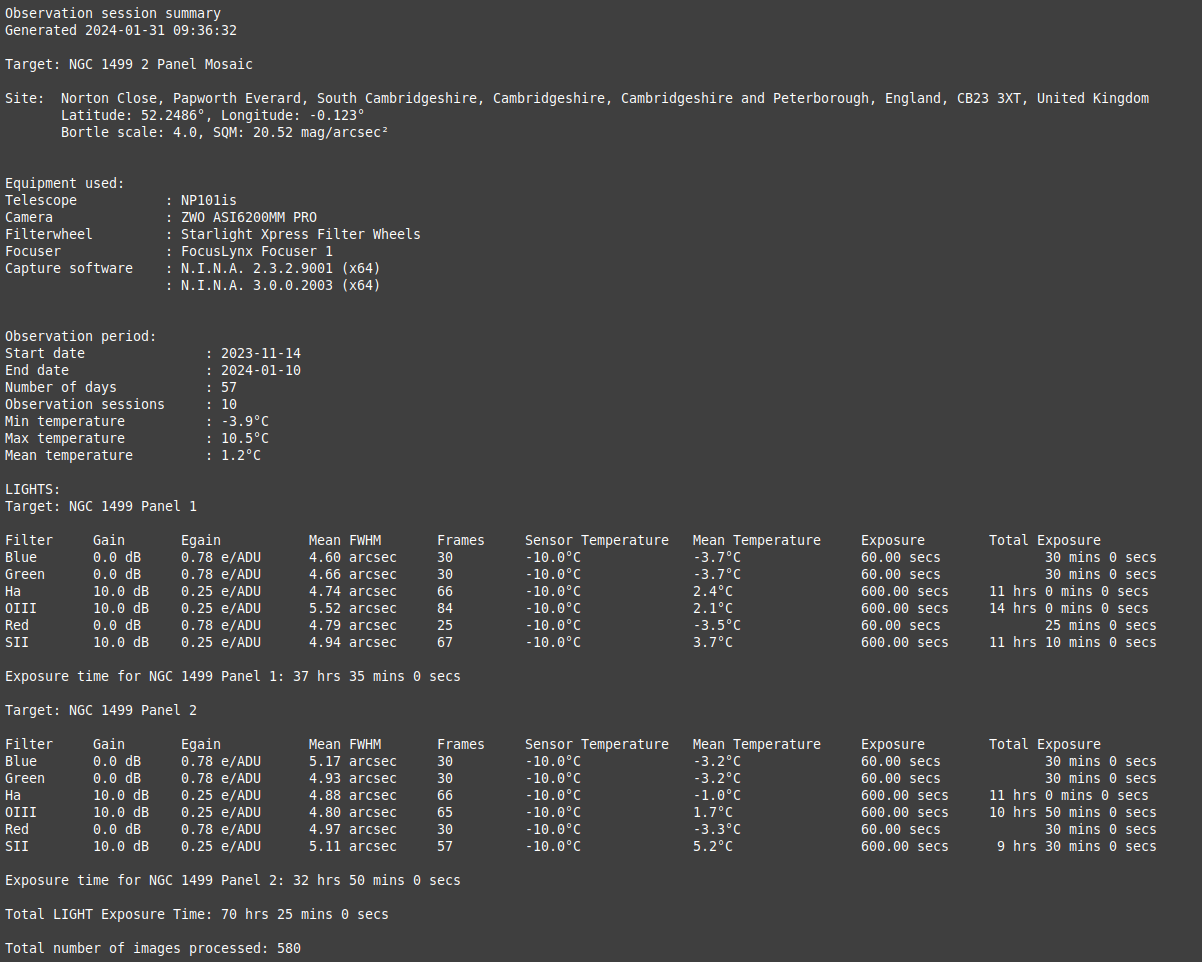 Observation session summary
Generated 2024-01-31 09:36:32
Target: NGC 1499 2 Panel Mosaic
Site:  Norton Close, Papworth Everard, South Cambridgeshire, Cambridgeshire, Cambridgeshire and Peterborough, England, CB23 3XT, United Kingdom
Latitude: 52.2486°, Longitude: -0.123°
Bortle scale: 4.0, SQM: 20.52 mag/arcsec²
Equipment used:
Telescope           : NP101is
Camera              : ZWO ASI6200MM PRO
Filterwheel         : Starlight Xpress Filter Wheels
Focuser             : FocusLynx Focuser 1
Capture software    : N.I.N.A. 2.3.2.9001 (x64)
: N.I.N.A. 3.0.0.2003 (x64)
Observation period:
Start date               : 2023-11-14
End date                 : 2024-01-10
Number of days           : 57
Observation sessions     : 10
Min temperature          : -3.9°C
Max temperature          : 10.5°C
Mean temperature         : 1.2°C
LIGHTS:
Target: NGC 1499 Panel 1
Filter     Gain       Egain           Mean FWHM       Frames     Sensor Temperature   Mean Temperature     Exposure        Total Exposure
Blue       0.0 dB     0.78 e/ADU      4.60 arcsec     30         -10.0°C              -3.7°C               60.00 secs             30 mins 0 secs
Green      0.0 dB     0.78 e/ADU      4.66 arcsec     30         -10.0°C              -3.7°C               60.00 secs             30 mins 0 secs
Ha         10.0 dB    0.25 e/ADU      4.74 arcsec     66         -10.0°C              2.4°C                600.00 secs     11 hrs 0 mins 0 secs
OIII       10.0 dB    0.25 e/ADU      5.52 arcsec     84         -10.0°C              2.1°C                600.00 secs     14 hrs 0 mins 0 secs
Red        0.0 dB     0.78 e/ADU      4.79 arcsec     25         -10.0°C              -3.5°C               60.00 secs             25 mins 0 secs
SII        10.0 dB    0.25 e/ADU      4.94 arcsec     67         -10.0°C              3.7°C                600.00 secs     11 hrs 10 mins 0 secs
Exposure time for NGC 1499 Panel 1: 37 hrs 35 mins 0 secs
Target: NGC 1499 Panel 2
Filter     Gain       Egain           Mean FWHM       Frames     Sensor Temperature   Mean Temperature     Exposure        Total Exposure
Blue       0.0 dB     0.78 e/ADU      5.17 arcsec     30         -10.0°C              -3.2°C               60.00 secs             30 mins 0 secs
Green      0.0 dB     0.78 e/ADU      4.93 arcsec     30         -10.0°C              -3.2°C               60.00 secs             30 mins 0 secs
Ha         10.0 dB    0.25 e/ADU      4.88 arcsec     66         -10.0°C              -1.0°C               600.00 secs     11 hrs 0 mins 0 secs
OIII       10.0 dB    0.25 e/ADU      4.80 arcsec     65         -10.0°C              1.7°C                600.00 secs     10 hrs 50 mins 0 secs
Red        0.0 dB     0.78 e/ADU      4.97 arcsec     30         -10.0°C              -3.3°C               60.00 secs             30 mins 0 secs
SII        10.0 dB    0.25 e/ADU      5.11 arcsec     57         -10.0°C              5.2°C                600.00 secs      9 hrs 30 mins 0 secs
Exposure time for NGC 1499 Panel 2: 32 hrs 50 mins 0 secs
Total LIGHT Exposure Time: 70 hrs 25 mins 0 secs
Total number of images processed: 580